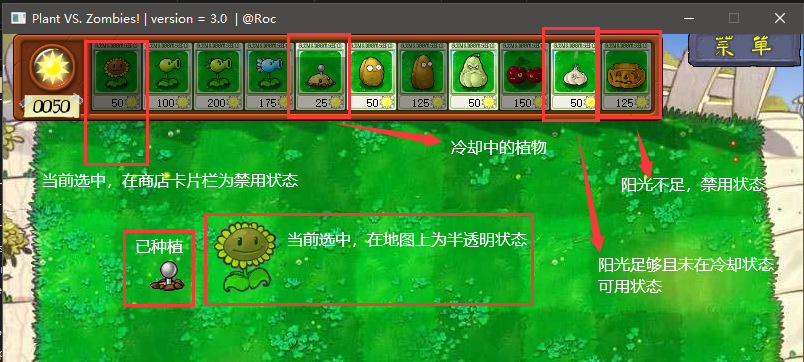 Plant VS. Zombies! | version = 3.0 | @Roc
菜单
0050
50
100
200
175
25
50
125
50
150
50
125
冷却中的植物
当前选中，在商店卡片栏为禁用状态
阳光不足，禁用状态
已种植
当前选中，在地图上为半透明状态
阳光足够且未在冷却状态
可用状态